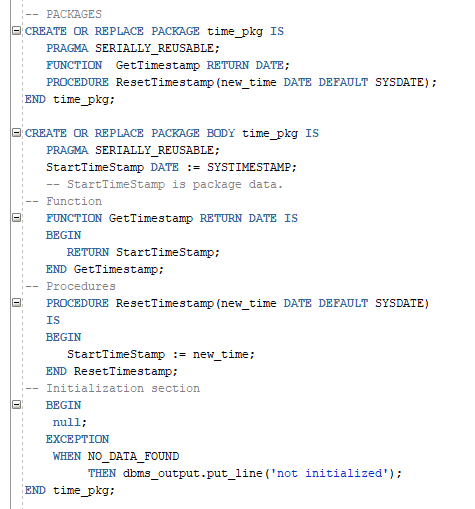 -- PACKAGES
CREATE OR REPLACE PACKAGE time_pkg IS
PRAGMA SERIALLY_REUSABLE;
FUNCTION  GetTimestamp RETURN DATE;
PROCEDURE ResetTimestamp(new_time DATE DEFAULT SYSDATE);
END time_pkg;
CREATE OR REPLACE PACKAGE BODY time_pkg IS
PRAGMA SERIALLY_REUSABLE;
StartTimeStamp DATE := SYSTIMESTAMP;
-- StartTimeStamp is package data.
-- Function
FUNCTION GetTimestamp RETURN DATE IS
BEGIN
RETURN StartTimeStamp;
END GetTimestamp;
-- Procedures
PROCEDURE ResetTimestamp(new_time DATE DEFAULT SYSDATE)
IS
BEGIN
StartTimeStamp := new_time;
END ResetTimestamp;
-- Initialization section
BEGIN
null;
EXCEPTION
WHEN NO_DATA_FOUND
THEN dbms_output.put_line('not initialized');
END time_pkg;